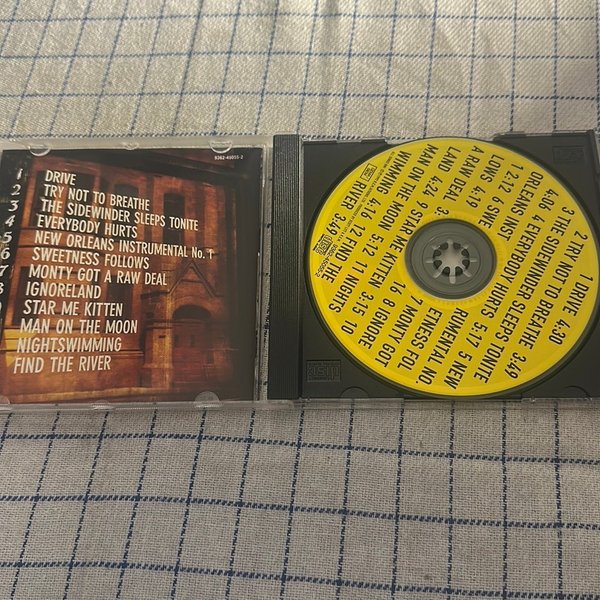 9362-45055-2
1 DRIVE
2 TRY NOT TO BREATHE
3 THE SIDEWINDER SLEEPS TONITE
4 EVERYBODY HURTS
5 NEW ORLEANS INSTRUMENTAL No. 1
6 SWEETNESS FOLLOWS
7 MONTY GOT A RAW DEAL
8 IGNORELAND
STAR ME KITTEN
MAN ON THE MOON
NIGHTSWIMMING
FIND THE RIVER
1 DRIVE 4:30
2 TRY NOT TO BREATHE 3:49
3 THE SIDEWINDER SLEEPS TONITE
4:06 4 EVERYBODY HURTS 5:17 5 NEW
ORLEANS INS RUMENTAL NO.
2:12 6 SWE ETNESS FOL
LOWS 4:19 7 MONTY GOT
A RAW DEAL 3: 16 8 IGNORE
LAND 4:21 9 STAR ME KITTEN 3:15 10
MAN ON THE MOON 5:12 11 NIGHTS
WIMMING 4:16 12 FIND THE
RIVER 3:49
9362-45055-2